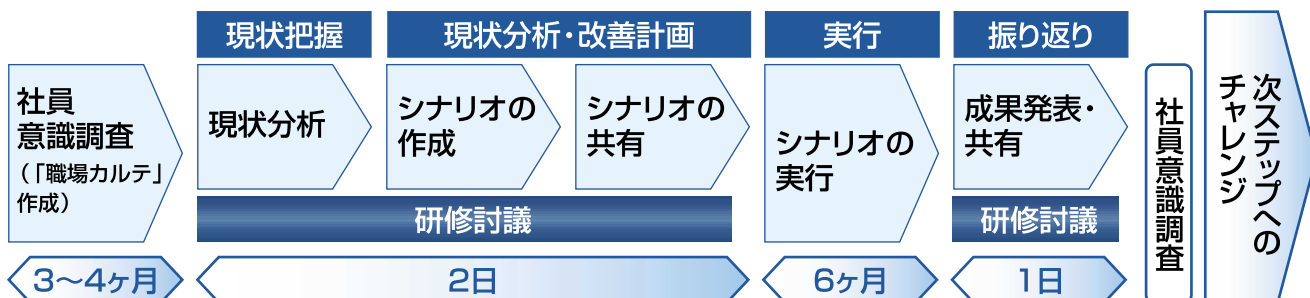 現状把握
現状分析・改善計画
実行
振り返り
社員
意識調査
（「職場カルテ」
作成）
現状分析
シナリオの
作成
シナリオの
共有
シナリオの
実行
成果発表・
共有
研修討議
研修討議
社員意識調査
次ステップへの
チャレンジ
3～4ヶ月
2日
6ヶ月
1日